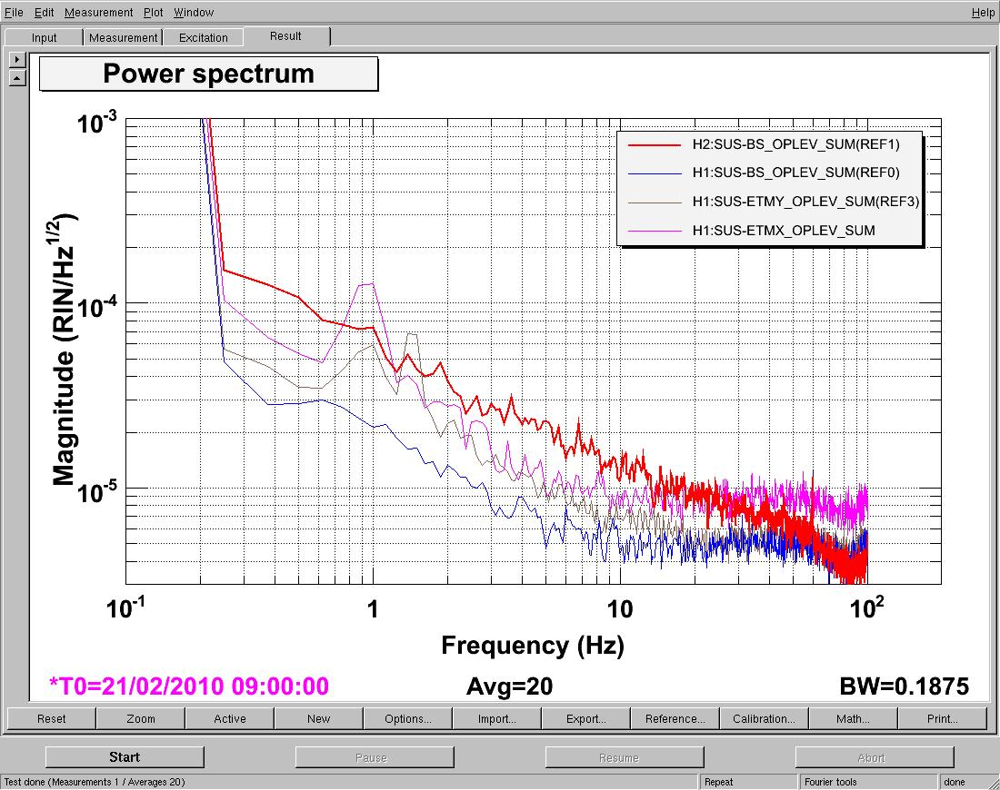 File Edit Measurement Plot Window Help
Input Measurement Excitation Result
Power spectrum
10-3
H2:SUS-BS_OPLEV_SUM(REF1)
H1:SUS-BS_OPLEV_SUM(REF0)
H1:SUS-ETMY_OPLEV_SUM(REF3)
H1:SUS-ETMX_OPLEV_SUM
Magnitude (RIN/Hz1/2)
10-4
10-5
10-1 1 10 102
Frequency (Hz)
*T0=21/02/2010 09:00:00 Avg=20 BW=0.1875
Reset Zoom Active New Options... Import... Export... Reference... Calibration... Math... Print...
Start Pause Resume Abort
Test done (Measurements 1 / Averages 20) Repeat Fourier tools done